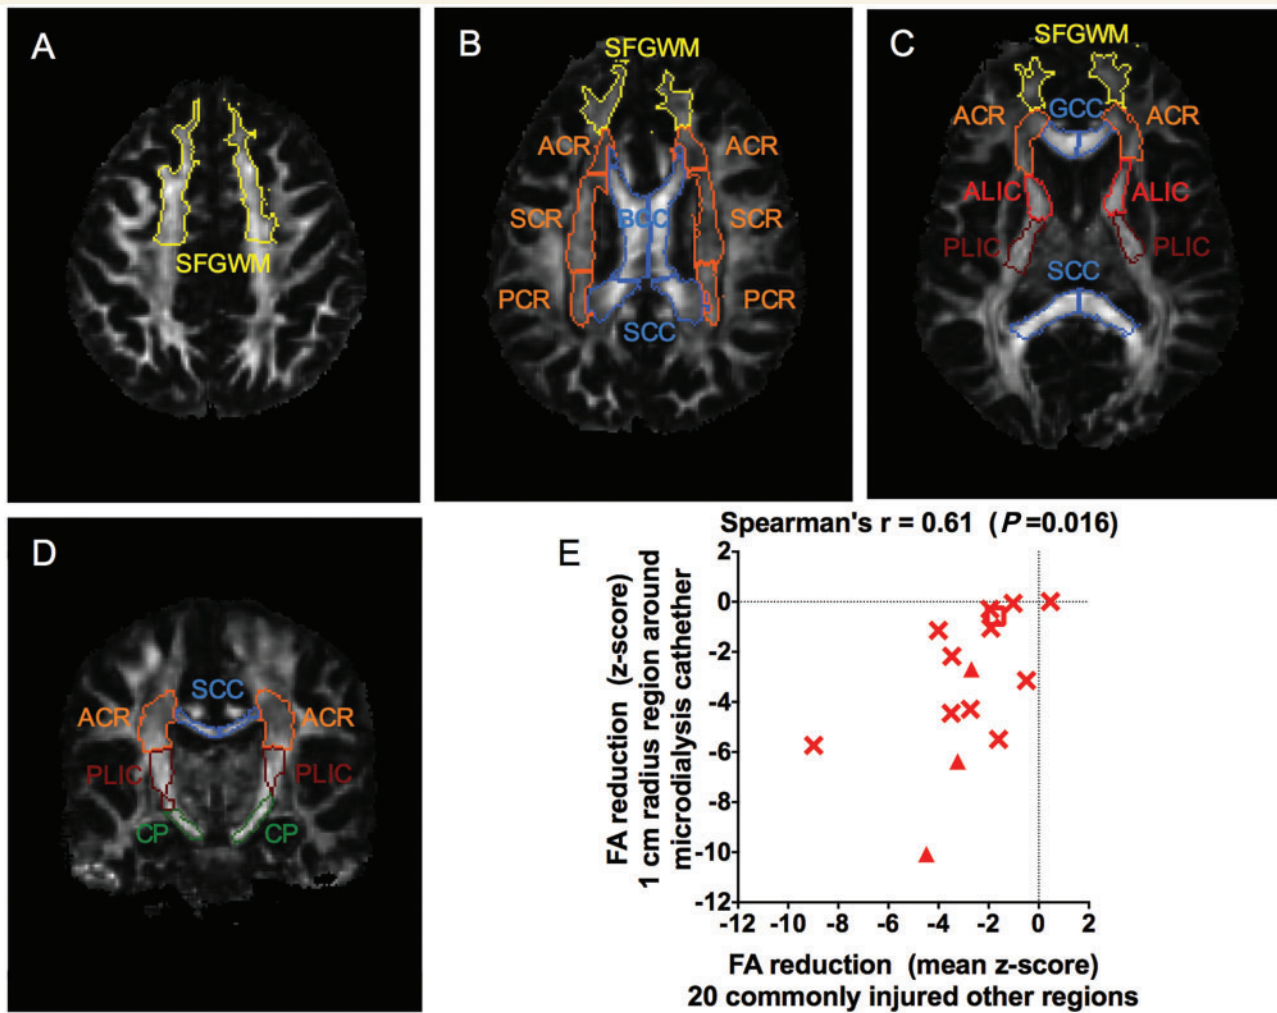 A
SFGWM
B
SFGWM
ACR
ACR
SCR
BCC
SCR
PCR
PCR
SCC
C
SFGWM
ACR
GCC
ACR
ALIC
ALIC
PLIC
PLIC
SCC
D
SCC
ACR
ACR
PLIC
PLIC
CP
CP
E
Spearman's r = 0.61 (P=0.016)
FA reduction (z-score)
1 cm radius region around
microdialysis cathether
2
0
-2
-4
-6
-8
-10
-12
-12 -10 -8 -6 -4 -2 0 2
FA reduction (mean z-score)
20 commonly injured other regions